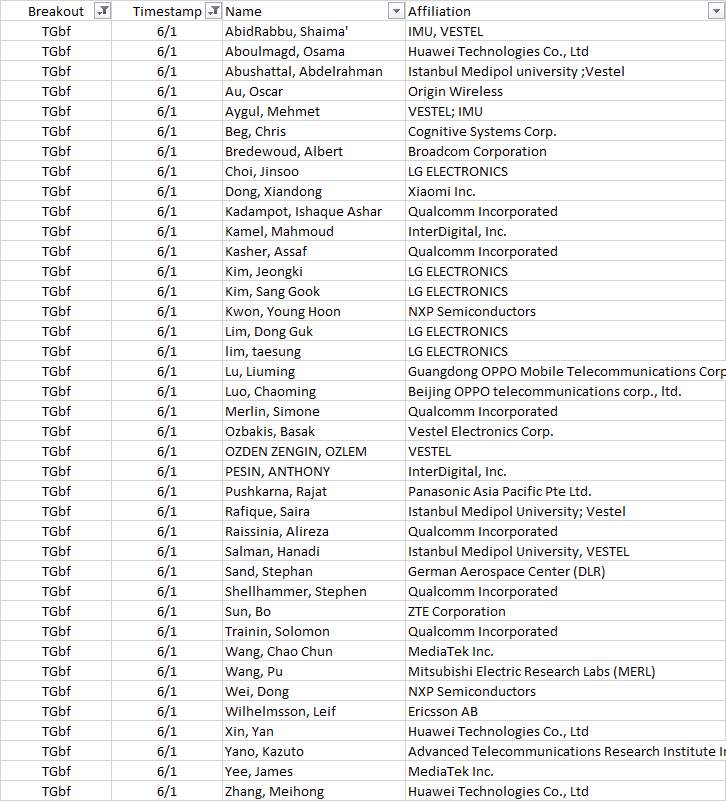 Breakout Timestamp Name Affiliation
TGbf 6/1 AbidRabbu, Shaima' IMU, VESTEL
TGbf 6/1 Aboulmagd, Osama Huawei Technologies Co., Ltd
TGbf 6/1 Abushattal, Abdelrahman Istanbul Medipol university ;Vestel
TGbf 6/1 Au, Oscar Origin Wireless
TGbf 6/1 Aygul, Mehmet VESTEL; IMU
TGbf 6/1 Beg, Chris Cognitive Systems Corp.
TGbf 6/1 Bredewoud, Albert Broadcom Corporation
TGbf 6/1 Choi, Jinsoo LG ELECTRONICS
TGbf 6/1 Dong, Xiandong Xiaomi Inc.
TGbf 6/1 Kadampot, Ishaque Ashar Qualcomm Incorporated
TGbf 6/1 Kamel, Mahmoud InterDigital, Inc.
TGbf 6/1 Kasher, Assaf Qualcomm Incorporated
TGbf 6/1 Kim, Jeongki LG ELECTRONICS
TGbf 6/1 Kim, Sang Gook LG ELECTRONICS
TGbf 6/1 Kwon, Young Hoon NXP Semiconductors
TGbf 6/1 Lim, Dong Guk LG ELECTRONICS
TGbf 6/1 lim, taesung LG ELECTRONICS
TGbf 6/1 Lu, Liuming Guangdong OPPO Mobile Telecommunications Corp
TGbf 6/1 Luo, Chaoming Beijing OPPO telecommunications corp., ltd.
TGbf 6/1 Merlin, Simone Qualcomm Incorporated
TGbf 6/1 Ozbakis, Basak Vestel Electronics Corp.
TGbf 6/1 OZDEN ZENGIN, OZLEM VESTEL
TGbf 6/1 PESIN, ANTHONY InterDigital, Inc.
TGbf 6/1 Pushkarna, Rajat Panasonic Asia Pacific Pte Ltd.
TGbf 6/1 Rafique, Saira Istanbul Medipol University; Vestel
TGbf 6/1 Raissinia, Alireza Qualcomm Incorporated
TGbf 6/1 Salman, Hanadi Istanbul Medipol University, VESTEL
TGbf 6/1 Sand, Stephan German Aerospace Center (DLR)
TGbf 6/1 Shellhammer, Stephen Qualcomm Incorporated
TGbf 6/1 Sun, Bo ZTE Corporation
TGbf 6/1 Trainin, Solomon Qualcomm Incorporated
TGbf 6/1 Wang, Chao Chun MediaTek Inc.
TGbf 6/1 Wang, Pu Mitsubishi Electric Research Labs (MERL)
TGbf 6/1 Wei, Dong NXP Semiconductors
TGbf 6/1 Wilhelmsson, Leif Ericsson AB
TGbf 6/1 Xin, Yan Huawei Technologies Co., Ltd
TGbf 6/1 Yano, Kazuto Advanced Telecommunications Research Institute
TGbf 6/1 Yee, James MediaTek Inc.
TGbf 6/1 Zhang, Meihong Huawei Technologies Co., Ltd